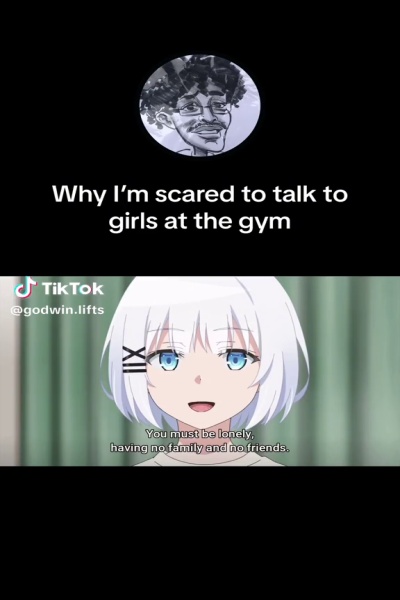 Why I'm scared to talk to
girls at the gym
TikTok
@godwin.lifts
You must be lonely,
having no family and no friends.